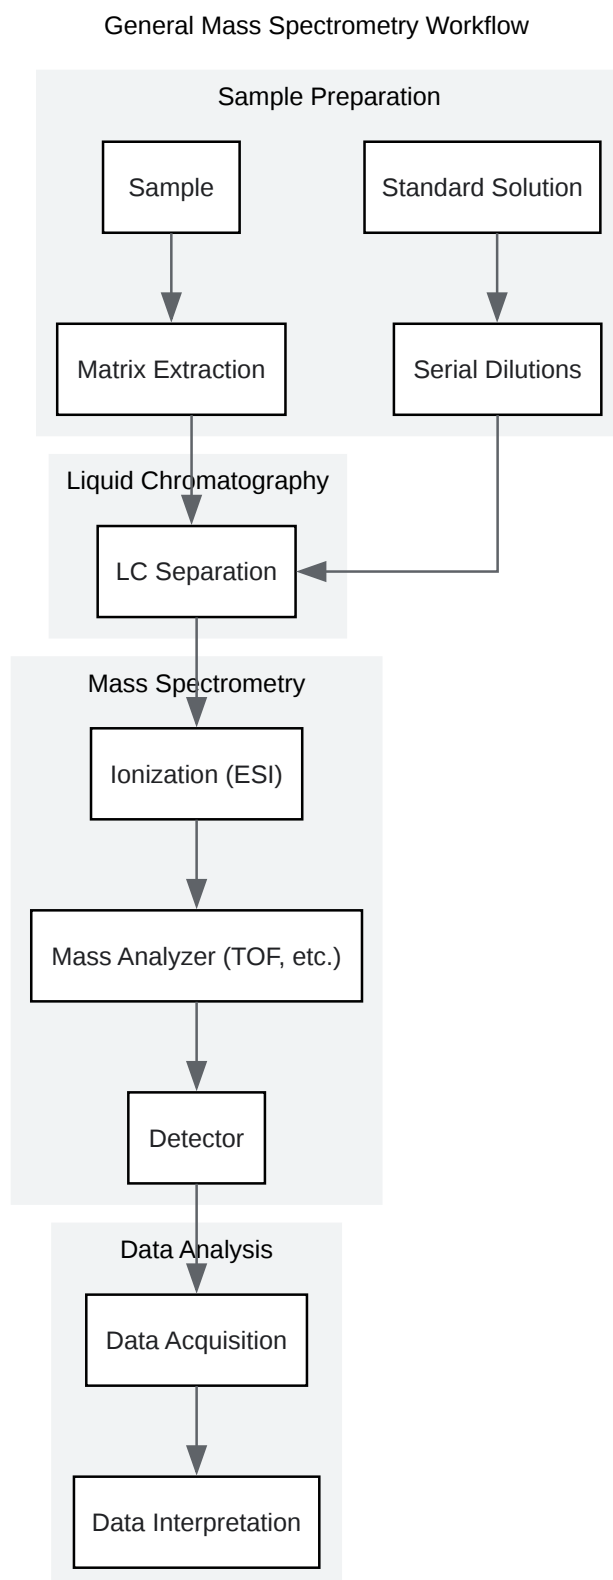 General Mass Spectrometry Workflow
Sample Preparation
Sample
Standard Solution
Matrix Extraction
Serial Dilutions
Liquid Chromatography
LC Separation
Mass Spectrometry
Ionization (ESI)
Mass Analyzer (TOF, etc.)
Detector
Data Analysis
Data Acquisition
Data Interpretation